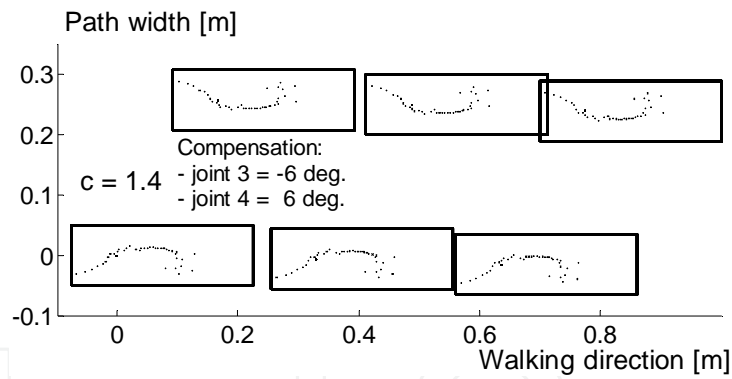 Path width [m]
0.3
0.2
Compensation:
- joint 3 = -6 deg.
c = 1.4
- joint 4 = 6 deg.
0.1
0
-0.1
0 0.2 0.4 0.6 0.8
Walking direction [m]